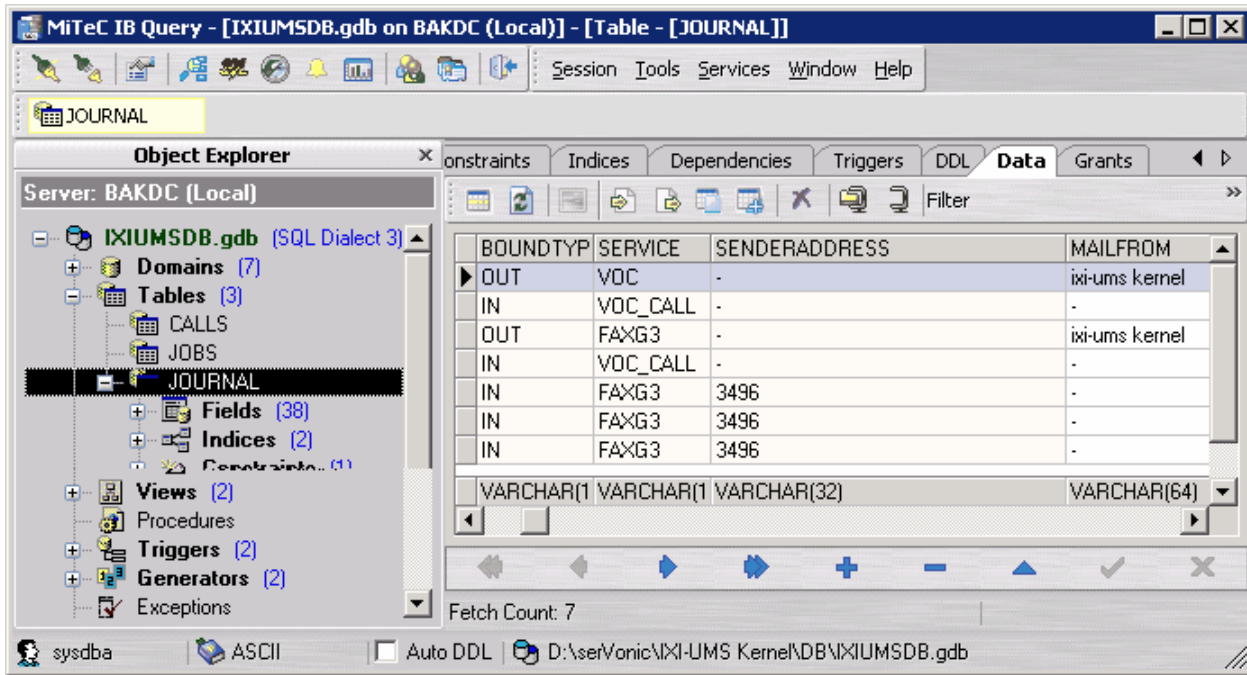 MiTeC IB Query - [IXIUMSDB.gdb on BAKDC (Local)] - [Table - [JOURNAL]]
Session Tools Services Window Help
JOURNAL
Object Explorer
Server: BAKDC (Local)
IXIUMSDB.gdb (SQL Dialect 3)
Domains (7)
Tables (3)
CALLS
JOBS
JOURNAL
Fields (38)
Indices (2)
Constraints (1)
Views (2)
Procedures
Triggers (2)
Generators (2)
Exceptions
onstraints Indices Dependencies Triggers DDL Data Grants
Filter »
BOUNDTYP SERVICE SENDERADDRESS MAILFROM
OUT VOC - ixi-ums kernel
IN VOC_CALL - -
OUT FAXG3 - ixi-ums kernel
IN VOC_CALL - -
IN FAXG3 3496 -
IN FAXG3 3496 -
IN FAXG3 3496 -
VARCHAR(1 VARCHAR(1 VARCHAR(32) VARCHAR(64)
Fetch Count: 7
sysdba ASCII Auto DDL D:\serVonic\IXI-UMS Kernel\DB\IXIUMSDB.gdb